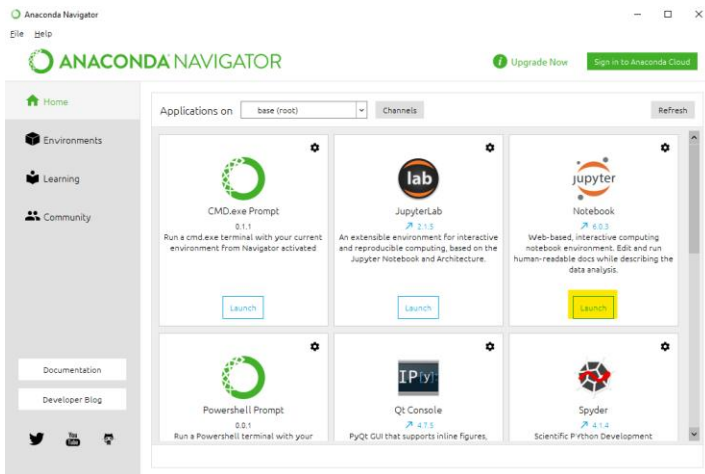 Anaconda Navigator
File Help
ANACONDA NAVIGATOR
Upgrade Now
Sign in to Anaconda Cloud
Home
Environments
Learning
Community
Documentation
Developer Blog
You
Tube
Applications on base (root) Channels Refresh
CMD.exe Prompt
0.1.1
Run a cmd.exe terminal with your current
environment from Navigator activated
Launch
lab
JupyterLab
2.1.5
An extensible environment for interactive
and reproducible computing, based on the
Jupyter Notebook and Architecture.
Launch
jupyter
Notebook
6.0.3
Web-based, interactive computing
notebook environment. Edit and run
human-readable docs while describing the
data analysis.
Launch
Powershell Prompt
0.0.1
Run a Powershell terminal with your
IP[y]:
Qt Console
4.7.5
PyQt GUI that supports inline figures,
Spyder
4.1.4
Scientific PYthon Development